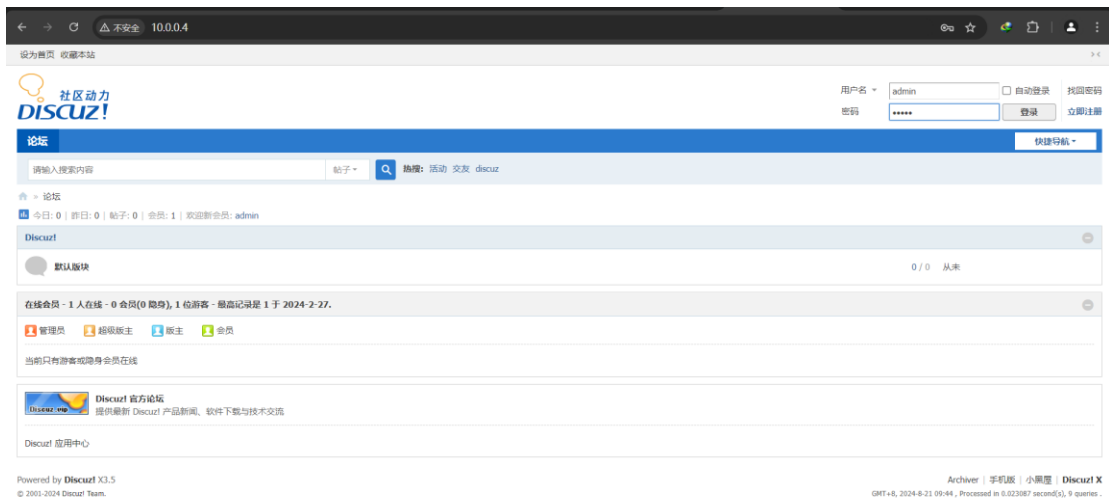 不安全 10.0.0.4
设为首页 收藏本站
社区动力
DISCUZ!
用户名 admin 自动登录 找回密码
密码 ••••• 登录 立即注册
论坛 快捷导航
请输入搜索内容 帖子 热搜: 活动 交友 discuz
» 论坛
今日: 0 | 昨日: 0 | 帖子: 0 | 会员: 1 | 欢迎新会员: admin
Discuz!
默认版块 0 / 0 从未
在线会员 - 1 人在线 - 0 会员(0 隐身), 1 位游客 - 最高记录是 1 于 2024-2-27.
管理员 超级版主 版主 会员
当前只有游客或隐身会员在线
Discuz! 官方论坛
提供最新 Discuz! 产品新闻、软件下载与技术交流
Discuz! 应用中心
Powered by Discuz! X3.5 Archiver | 手机版 | 小黑屋 | Discuz! X
© 2001-2024 Discuz! Team. GMT+8, 2024-8-21 09:44 , Processed in 0.023087 second(s), 9 queries .